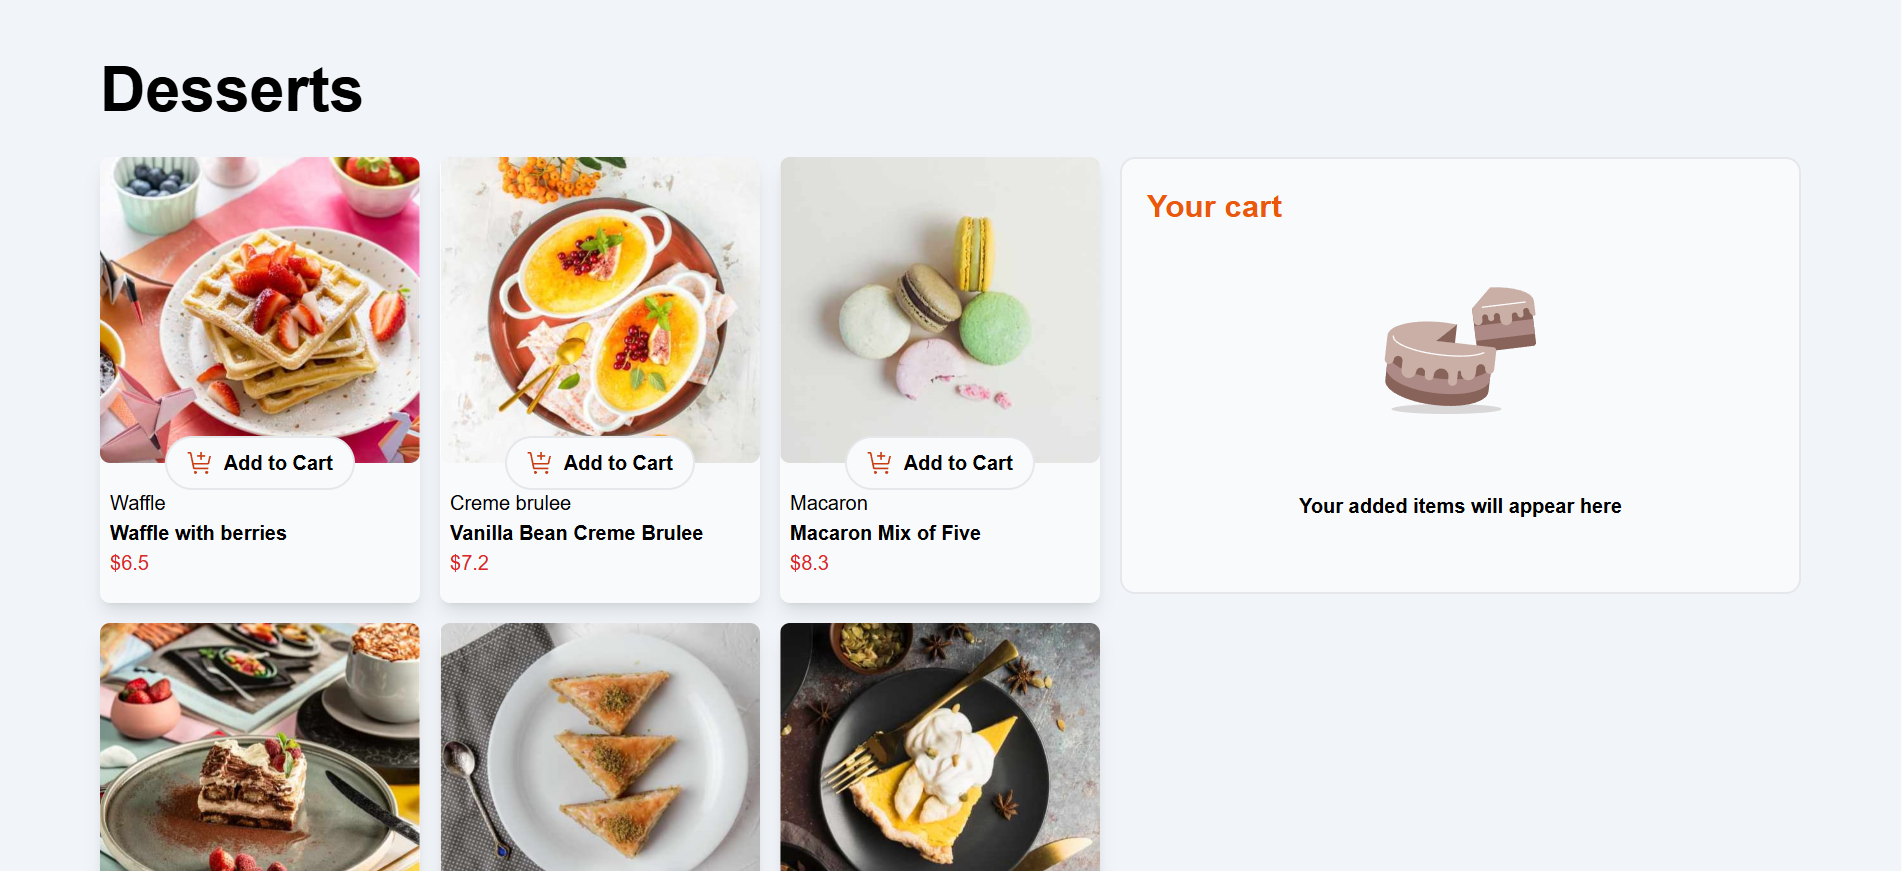 Desserts
Add to Cart
Waffle
Waffle with berries
$6.5
Add to Cart
Creme brulee
Vanilla Bean Creme Brulee
$7.2
Add to Cart
Macaron
Macaron Mix of Five
$8.3
Your cart
Your added items will appear here